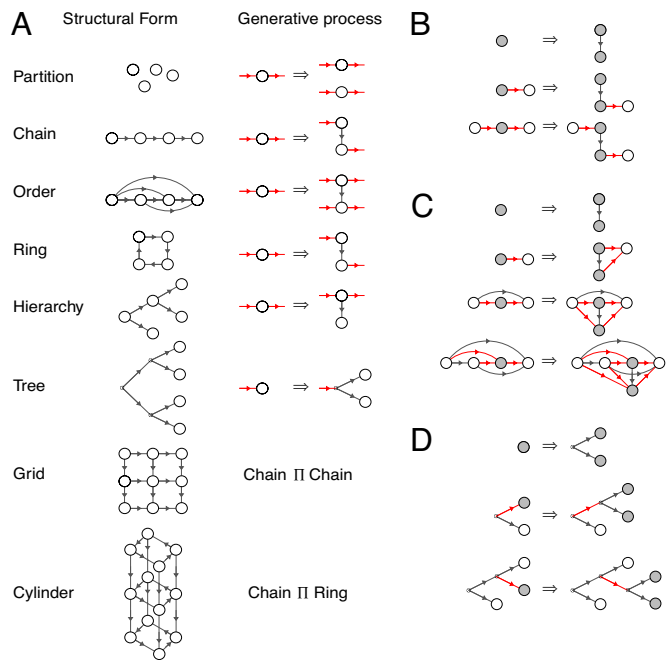 A
Structural Form
Generative process
Partition
⇒
Chain
⇒
Order
⇒
Ring
⇒
Hierarchy
⇒
Tree
⇒
Grid
Chain Π Chain
Cylinder
Chain Π Ring
B
⇒
⇒
⇒
C
⇒
⇒
⇒
⇒
D
⇒
⇒
⇒